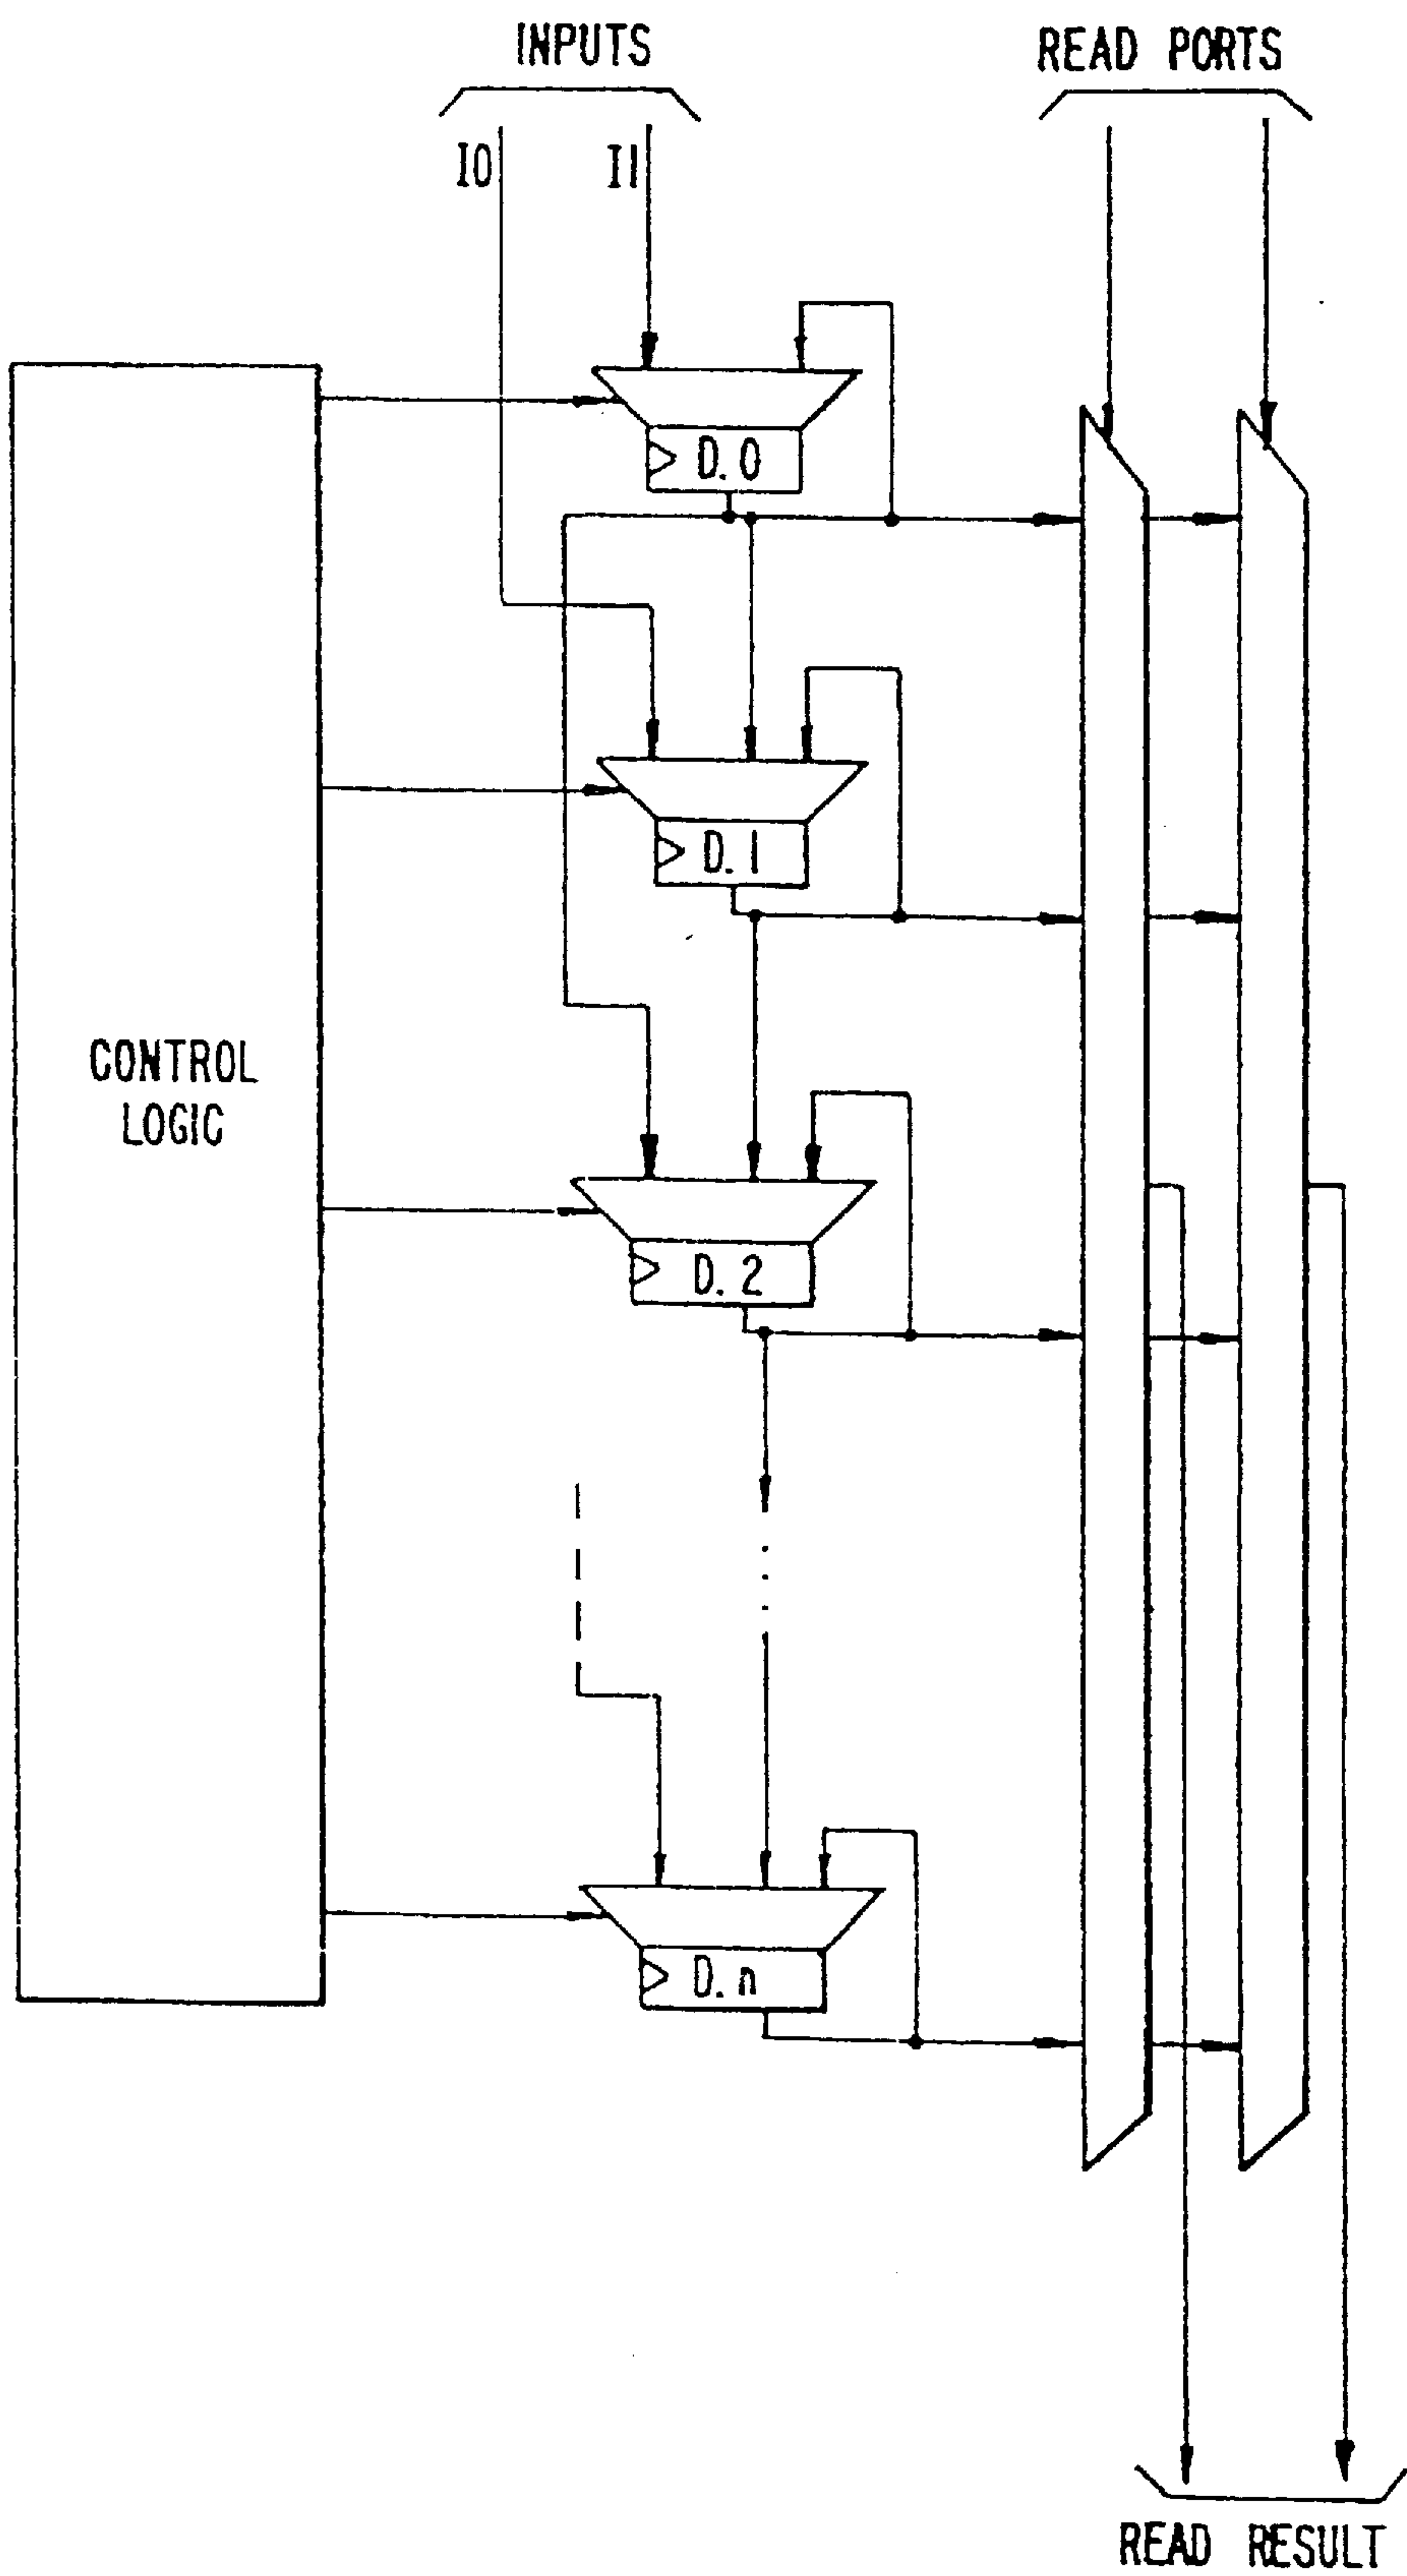 INPUTS
READ PORTS
I0
I1
D.0
D.1
CONTROL
LOGIC
D.2
D.n
READ RESULT